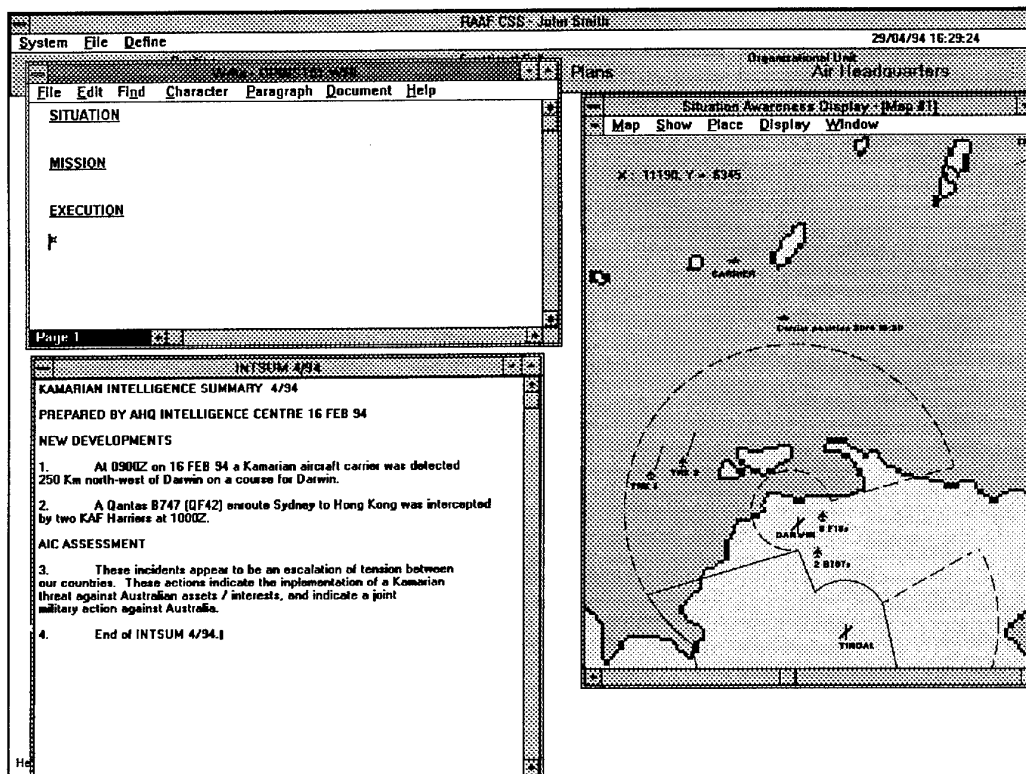 RAAF CSS - John Smith
System File Define
29/04/94 16:29:24
Organizational Unit
Plans
Air Headquarters
Write -
File Edit Find Character Paragraph Document Help
SITUATION
MISSION
EXECUTION
Page 1
INTSUM 4/94
KAMARIAN INTELLIGENCE SUMMARY 4/94
PREPARED BY AHQ INTELLIGENCE CENTRE 16 FEB 94
NEW DEVELOPMENTS
1. At 0900Z on 16 FEB 94 a Kamarian aircraft carrier was detected
250 Km north-west of Darwin on a course for Darwin.
2. A Qantas B747 (QF42) enroute Sydney to Hong Kong was intercepted
by two KAF Harriers at 1000Z.
AIC ASSESSMENT
3. These incidents appear to be an escalation of tension between
our countries. These actions indicate the inplementation of a Kamarian
threat against Australian assets / interests, and indicate a joint
military action against Australia.
4. End of INTSUM 4/94.
He
Situation Awareness Display - [Map #1]
Map Show Place Display Window
X : 11190, Y = 6345
CARRIER
Carrier position
DARWIN
TINDAL